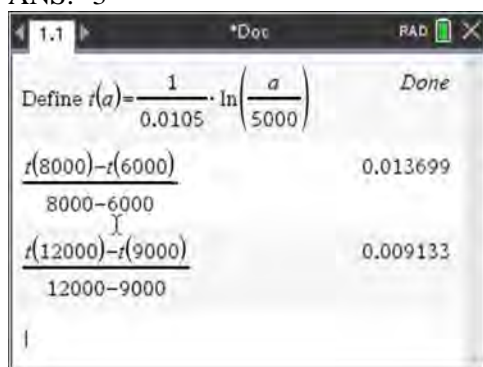 ANS: 3
1.1 *Doc RAD
Define t(a)=1/0.0105·ln(a/5000) Done
t(8000)−t(6000)/8000−6000 0.013699
t(12000)−t(9000)/12000−9000 0.009133